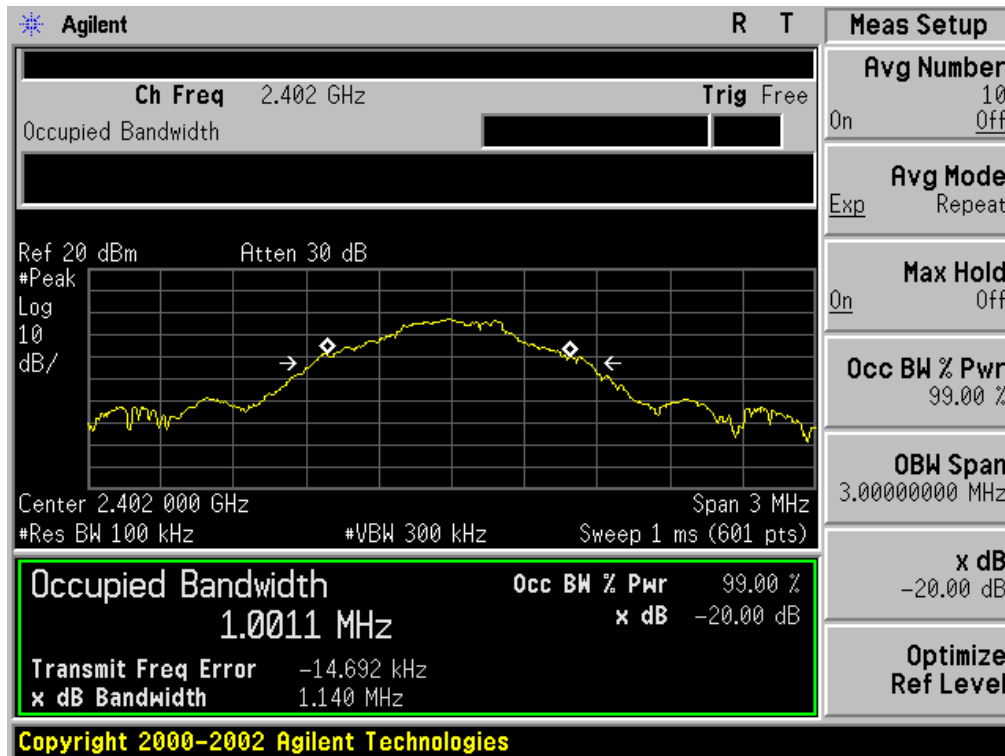 Agilent
R T
Ch Freq 2.402 GHz
Trig Free
Occupied Bandwidth
Ref 20 dBm
Atten 30 dB
#Peak
Log
10
dB/
Center 2.402 000 GHz
Span 3 MHz
#Res BW 100 kHz
#VBW 300 kHz
Sweep 1 ms (601 pts)
Occupied Bandwidth
1.0011 MHz
Occ BW % Pwr 99.00 %
x dB -20.00 dB
Transmit Freq Error -14.692 kHz
x dB Bandwidth 1.140 MHz
Copyright 2000-2002 Agilent Technologies
Meas Setup
Avg Number
10
On Off
Avg Mode
Exp Repeat
Max Hold
On Off
Occ BW % Pwr
99.00 %
OBW Span
3.00000000 MHz
x dB
-20.00 dB
Optimize
Ref Level